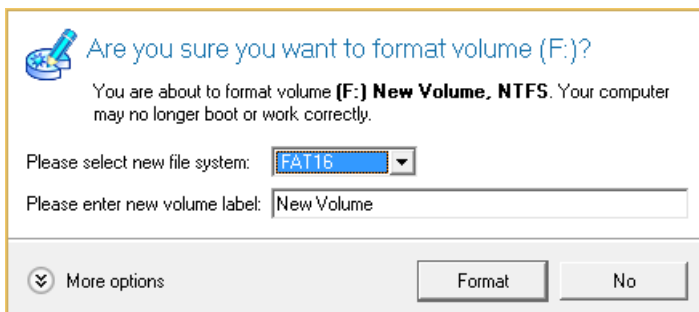 Are you sure you want to format volume (F:)?
You are about to format volume (F:) New Volume, NTFS. Your computer
may no longer boot or work correctly.
Please select new file system: FAT16
Please enter new volume label: New Volume
More options Format No